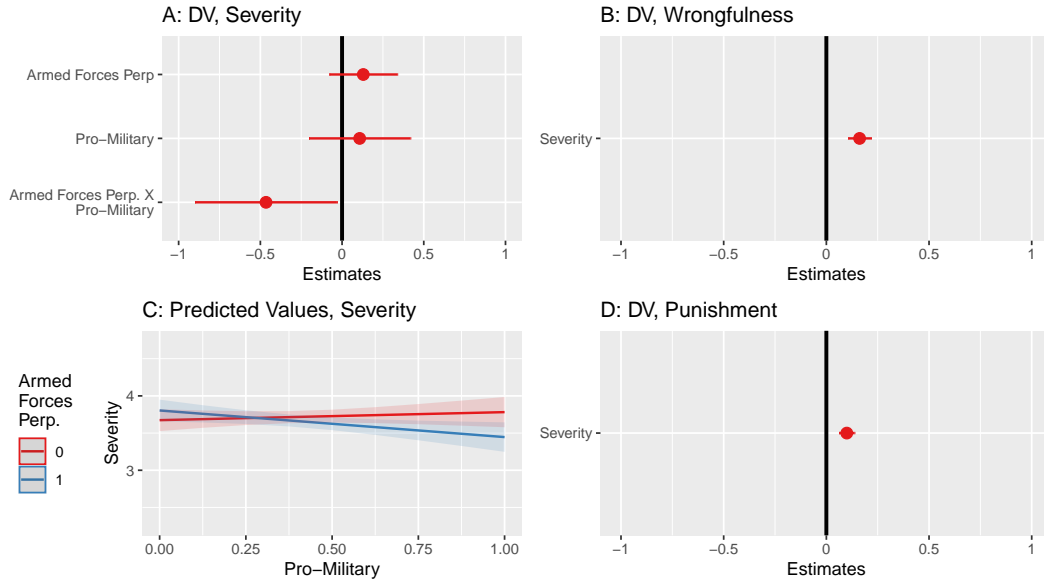 A: DV, Severity
Armed Forces Perp
Pro−Military
Armed Forces Perp. X
Pro−Military
−1 −0.5 0 0.5 1
Estimates
B: DV, Wrongfulness
Severity
−1 −0.5 0 0.5 1
Estimates
C: Predicted Values, Severity
Armed
Forces
Perp.
0
1
Severity
4
3
0.00 0.25 0.50 0.75 1.00
Pro−Military
D: DV, Punishment
Severity
−1 −0.5 0 0.5 1
Estimates